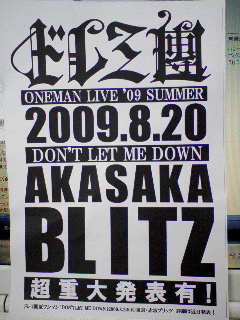 ドレミ團
ONEMAN LIVE '09 SUMMER
2009.8.20
DON'T LET ME DOWN
AKASAKA
BLITZ
超重大発表有！